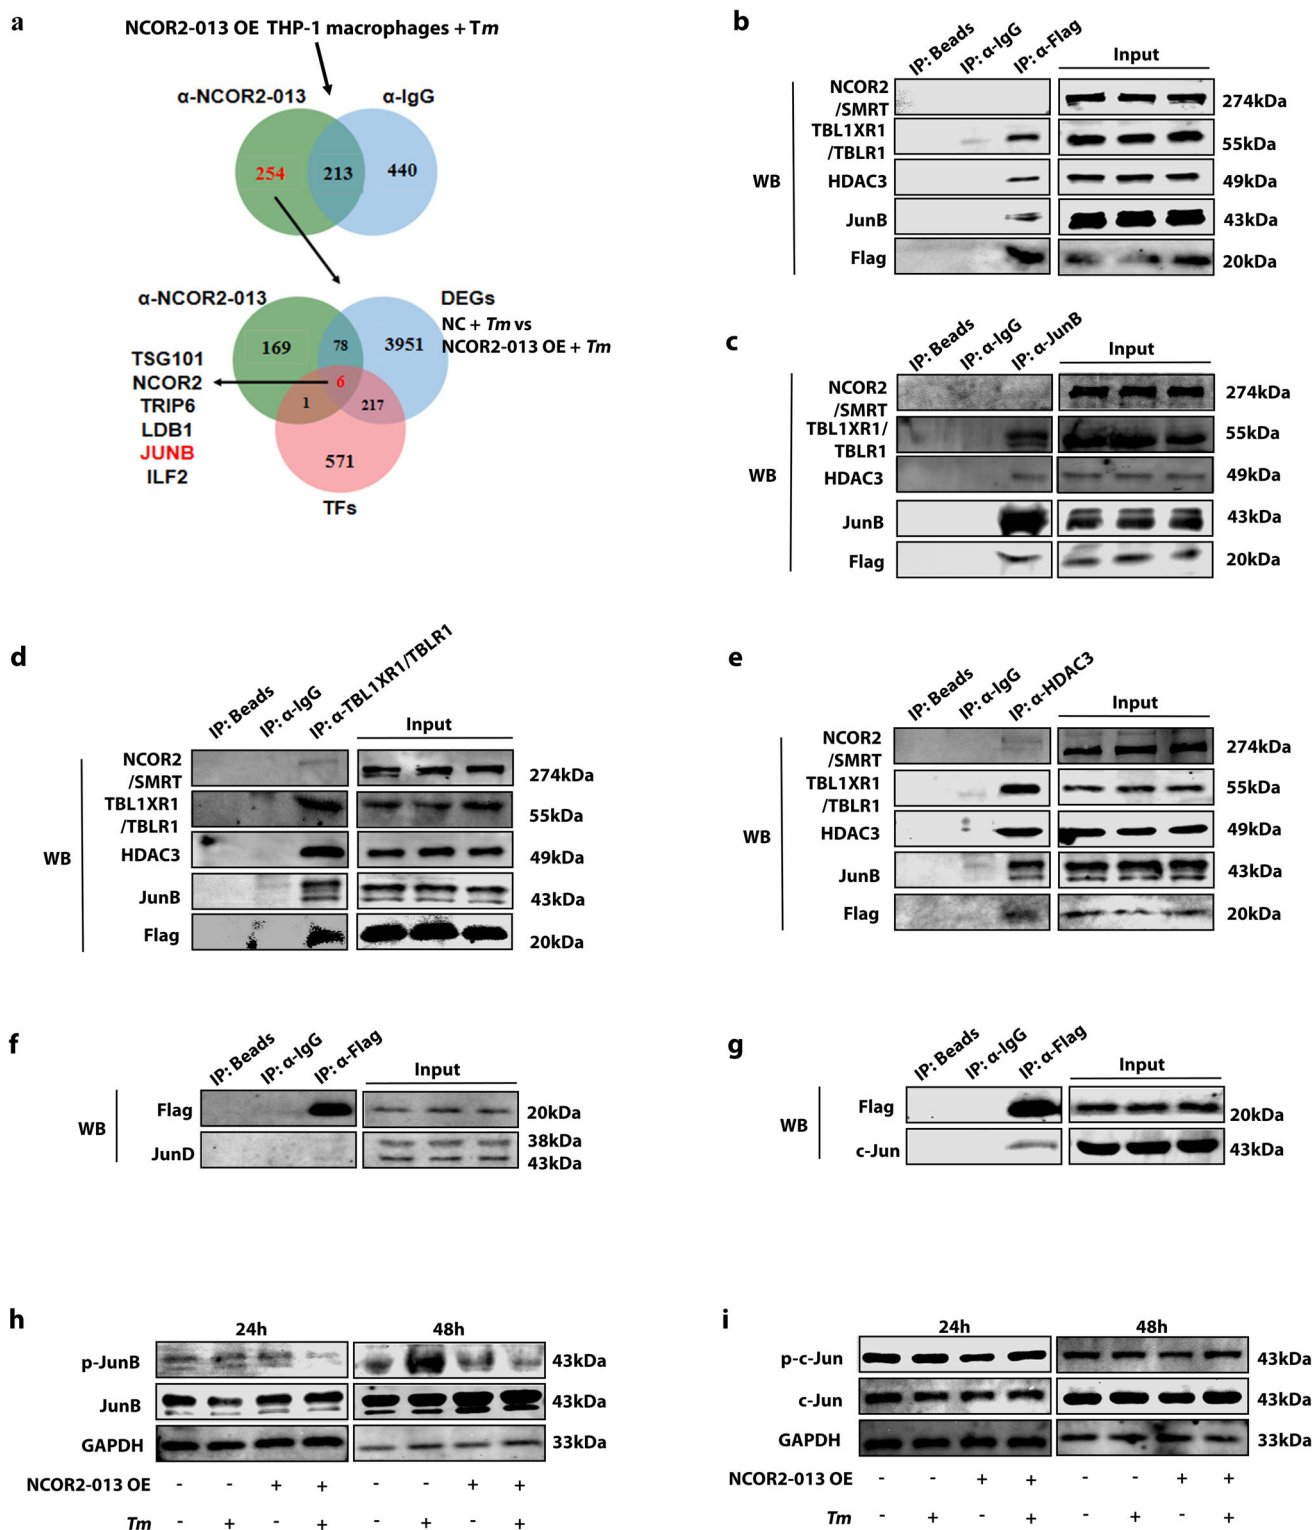 a
NCOR2-013 OE THP-1 macrophages + Tm
α-NCOR2-013 α-IgG
254 213 440
α-NCOR2-013 DEGs
NC + Tm vs
NCOR2-013 OE + Tm
169 78 3951
6
1 217
571
TFs
TSG101
NCOR2
TRIP6
LDB1
JUNB
ILF2
b
IP: Beads IP: α-IgG IP: α-Flag Input
WB
NCOR2
/SMRT 274kDa
TBL1XR1
/TBLR1 55kDa
HDAC3 49kDa
JunB 43kDa
Flag 20kDa
c
IP: Beads IP: α-IgG IP: α-JunB Input
WB
NCOR2
/SMRT 274kDa
TBL1XR1/
TBLR1 55kDa
HDAC3 49kDa
JunB 43kDa
Flag 20kDa
d
IP: Beads IP: α-IgG IP: α-TBL1XR1/TBLR1 Input
WB
NCOR2
/SMRT 274kDa
TBL1XR1
/TBLR1 55kDa
HDAC3 49kDa
JunB 43kDa
Flag 20kDa
e
IP: Beads IP: α-IgG IP: α-HDAC3 Input
WB
NCOR2
/SMRT 274kDa
TBL1XR1
/TBLR1 55kDa
HDAC3 49kDa
JunB 43kDa
Flag 20kDa
f
IP: Beads IP: α-IgG IP: α-Flag Input
WB
Flag 20kDa
38kDa
JunD 43kDa
g
IP: Beads IP: α-IgG IP: α-Flag Input
WB
Flag 20kDa
c-Jun 43kDa
h
24h 48h
p-JunB 43kDa
JunB 43kDa
GAPDH 33kDa
NCOR2-013 OE - - + + - - + +
Tm - + - + - + - +
i
24h 48h
p-c-Jun 43kDa
c-Jun 43kDa
GAPDH 33kDa
NCOR2-013 OE - - + + - - + +
Tm - + - + - + - +